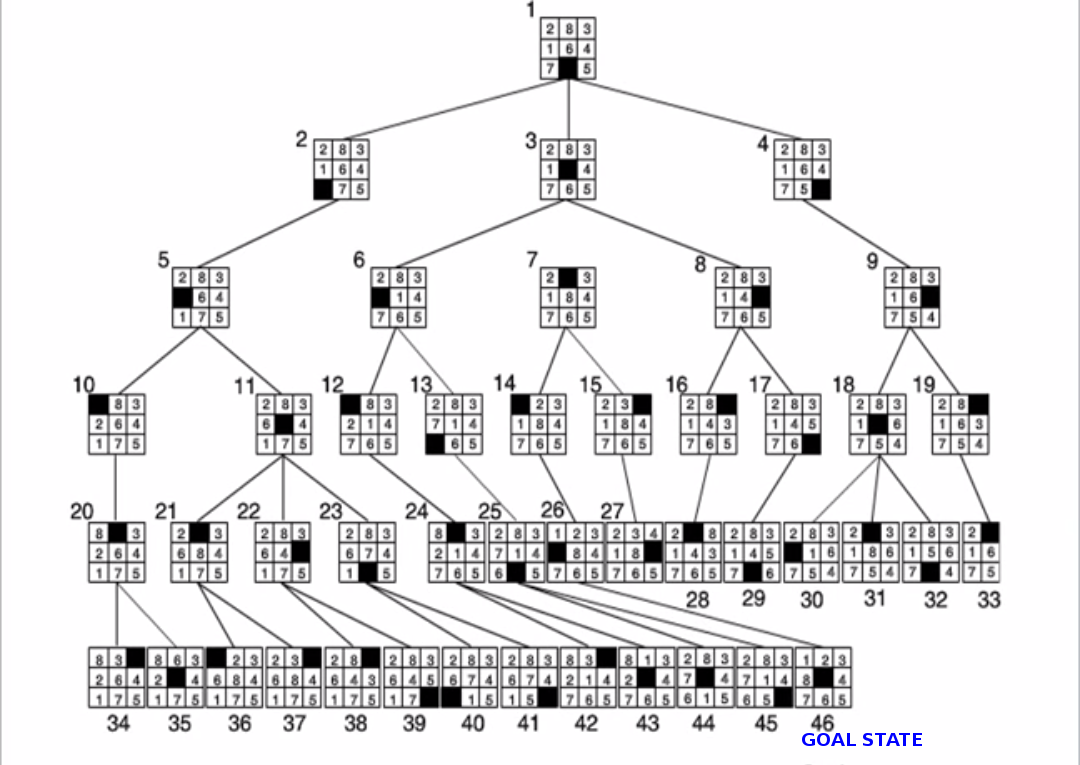 1
2 8 3
1 6 4
7 5
2
2 8 3
1 6 4
7 5
3
2 8 3
1 4
7 6 5
4
2 8 3
1 6 4
7 5
5
2 8 3
6 4
1 7 5
6
2 8 3
1 4
7 6 5
7
2 3
1 8 4
7 6 5
8
2 8 3
1 4
7 6 5
9
2 8 3
1 6
7 5 4
10
8 3
2 6 4
1 7 5
11
2 8 3
6 4
1 7 5
12
8 3
2 1 4
7 6 5
13
2 8 3
7 1 4
6 5
14
2 3
1 8 4
7 6 5
15
2 3
1 8 4
7 6 5
16
2 8
1 4 3
7 6 5
17
2 8 3
1 4 5
7 6
18
2 8 3
1 6
7 5 4
19
2 8
1 6 3
7 5 4
20
8 3
2 6 4
1 7 5
21
2 3
6 8 4
1 7 5
22
2 8 3
6 4
1 7 5
23
2 8 3
6 7 4
1 5
24
8 3
2 1 4
7 6 5
25
2 8 3
7 1 4
6 5
26
1 2 3
8 4
7 6 5
27
2 3 4
1 8
7 6 5
2 8
1 4 3
7 6 5
28
2 8 3
1 4 5
7 6
29
2 8 3
1 6
7 5 4
30
2 3
1 8 6
7 5 4
31
2 8 3
1 5 6
7 4
32
2
1 6
7 5
33
8 3
2 6 4
1 7 5
34
8 6 3
2 4
1 7 5
35
2 3
6 8 4
1 7 5
36
2 3
6 8 4
1 7 5
37
2 8
6 4 3
1 7 5
38
2 8 3
6 4 5
1 7
39
2 8 3
6 7 4
1 5
40
2 8 3
6 7 4
1 5
41
8 3
2 1 4
7 6 5
42
8 1 3
2 4
7 6 5
43
2 8 3
7 4
6 1 5
44
2 8 3
7 1 4
6 5
45
1 2 3
8 4
7 6 5
46
GOAL STATE